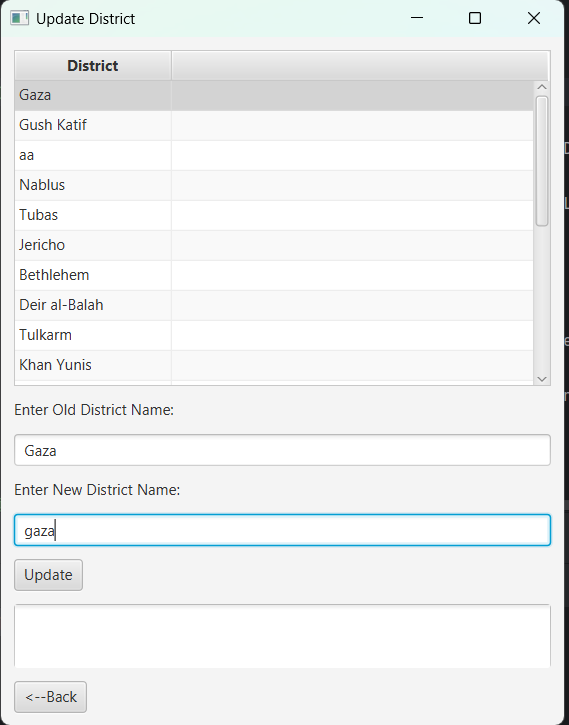 Update District
District
Gaza
Gush Katif
aa
Nablus
Tubas
Jericho
Bethlehem
Deir al-Balah
Tulkarm
Khan Yunis
Enter Old District Name:
Gaza
Enter New District Name:
gaza
Update
<--Back